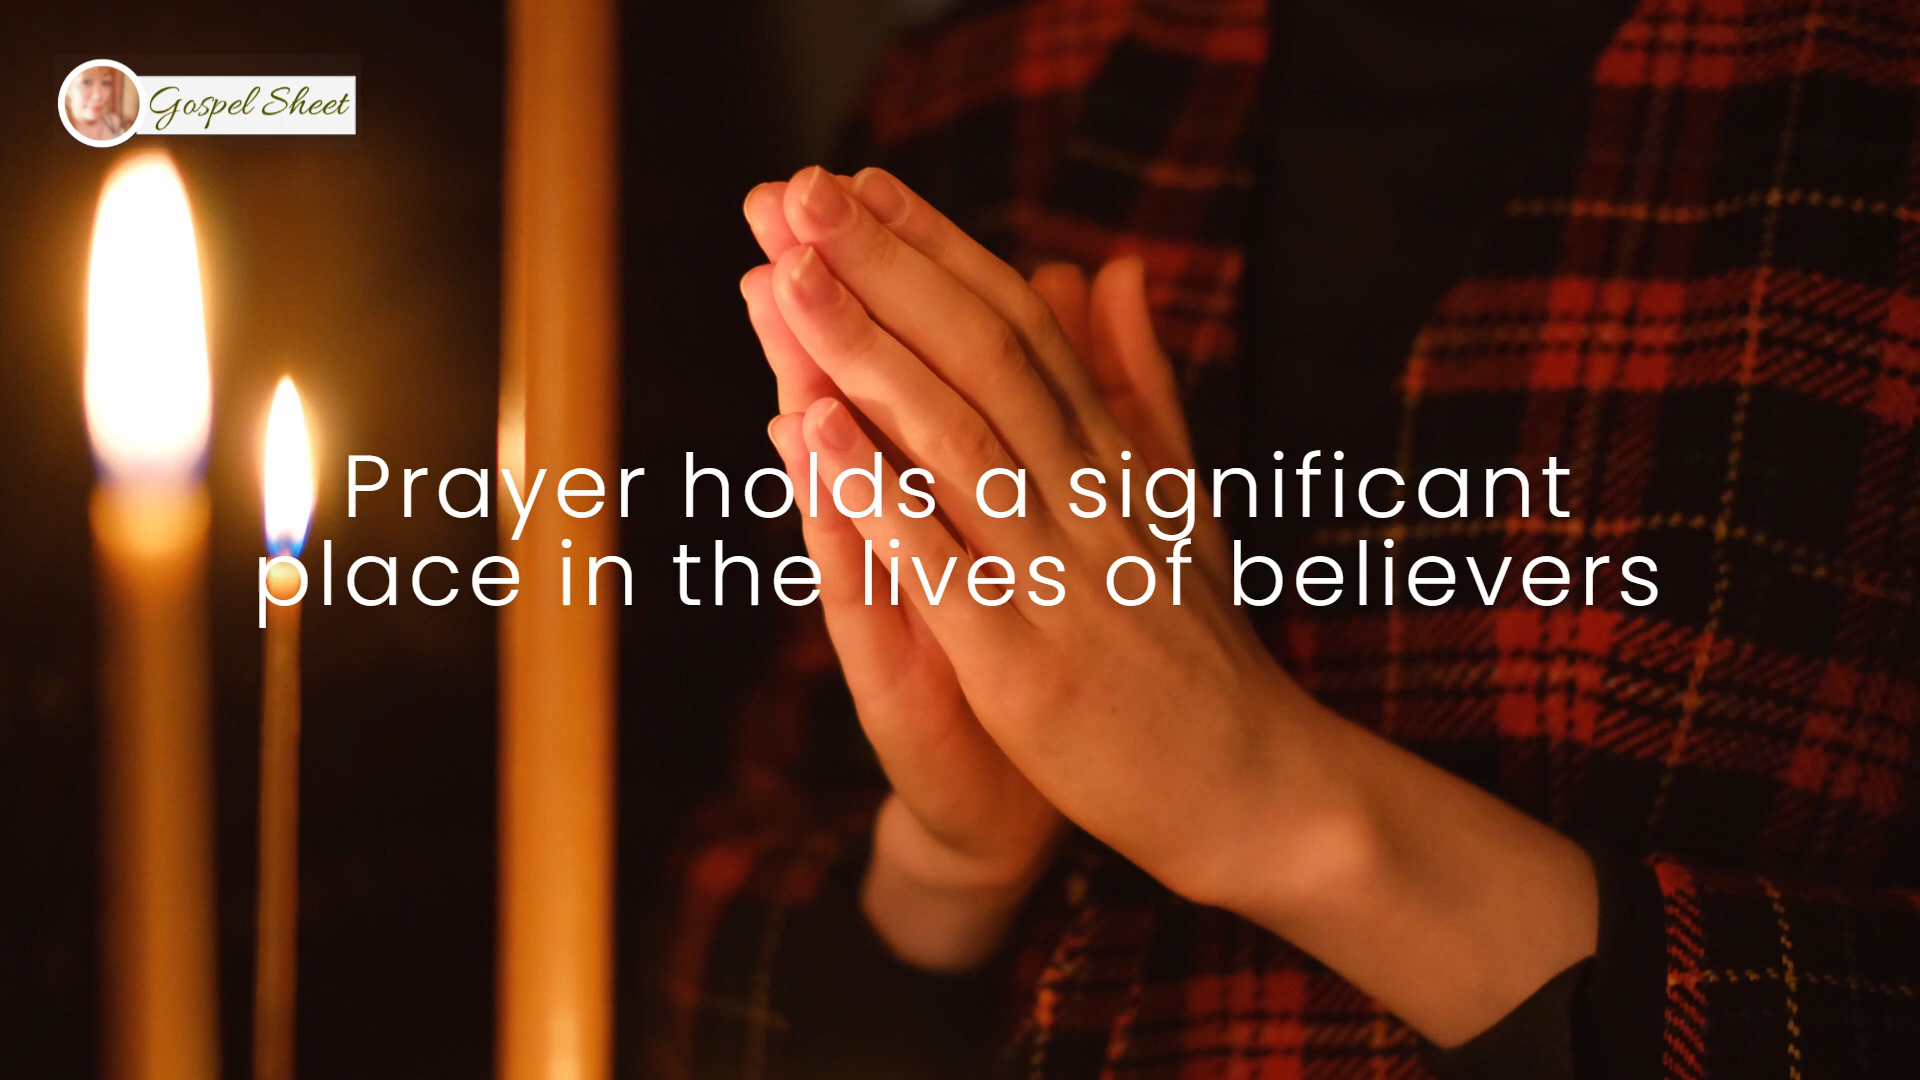 Gospel Sheet
Prayer holds a significant
place in the lives of believers